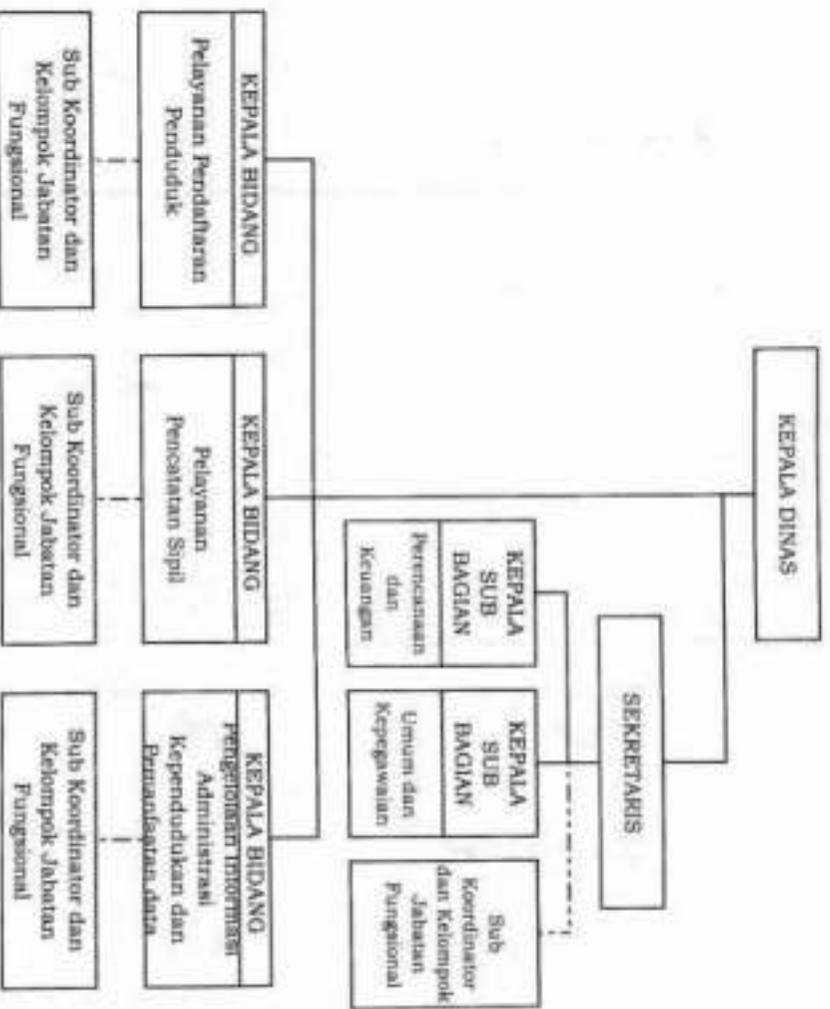 KEPALA DINAS
SEKRETARIS
KEPALA
SUB
BAGIAN
Perencanaan
dan
Keuangan
KEPALA
SUB
BAGIAN
Umum dan
Kepegawaian
Sub
Koordinator
dan Kelompok
Jabatan
Fungsional
KEPALA BIDANG
Pelayanan Pendaftaran
Penduduk
KEPALA BIDANG
Pelayanan
Pencatatan Sipil
KEPALA BIDANG
Pengelolaan Informasi
Administrasi
Kependudukan dan
Pemanfaatan data
Sub Koordinator dan
Kelompok Jabatan
Fungsional
Sub Koordinator dan
Kelompok Jabatan
Fungsional
Sub Koordinator dan
Kelompok Jabatan
Fungsional